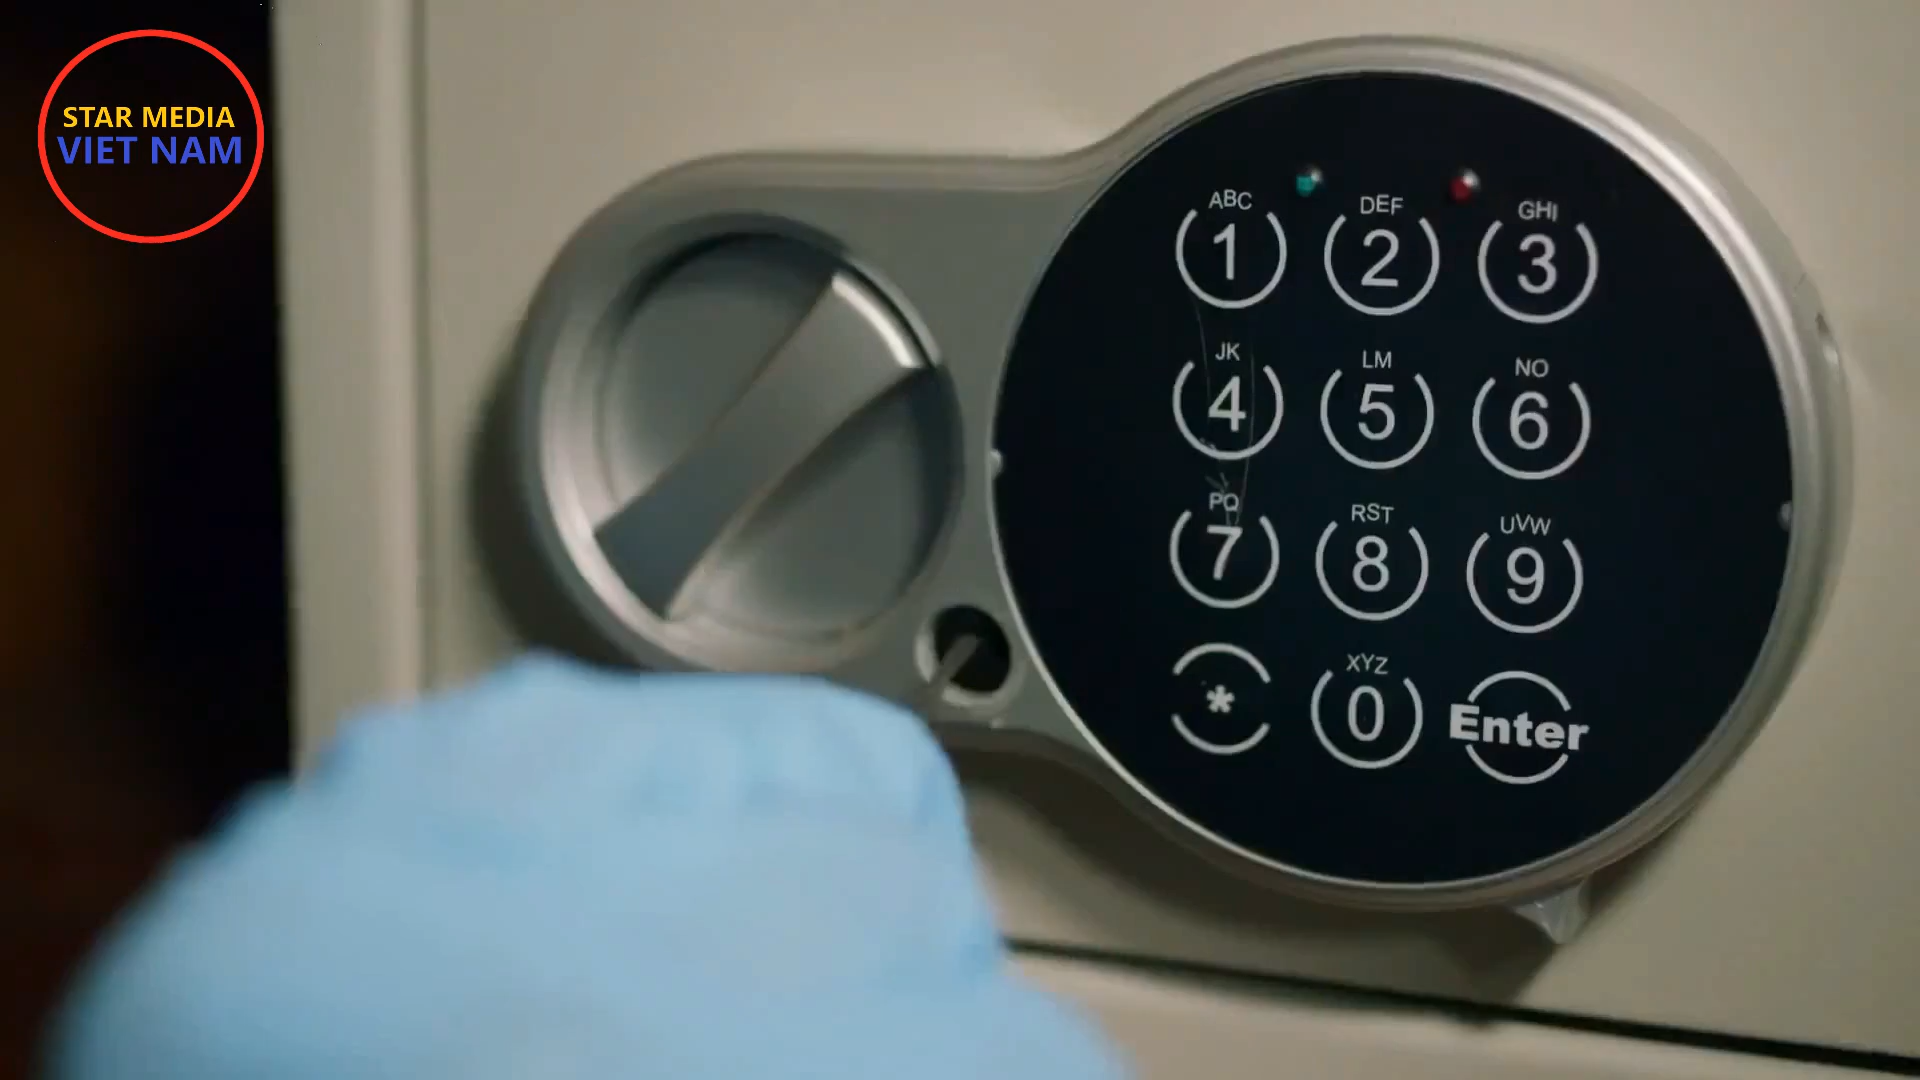 STAR MEDIA
VIET NAM
ABC DEF GHI
1 2 3
JK LM NO
4 5 6
PQ RST UVW
7 8 9
XYZ
* 0 Enter